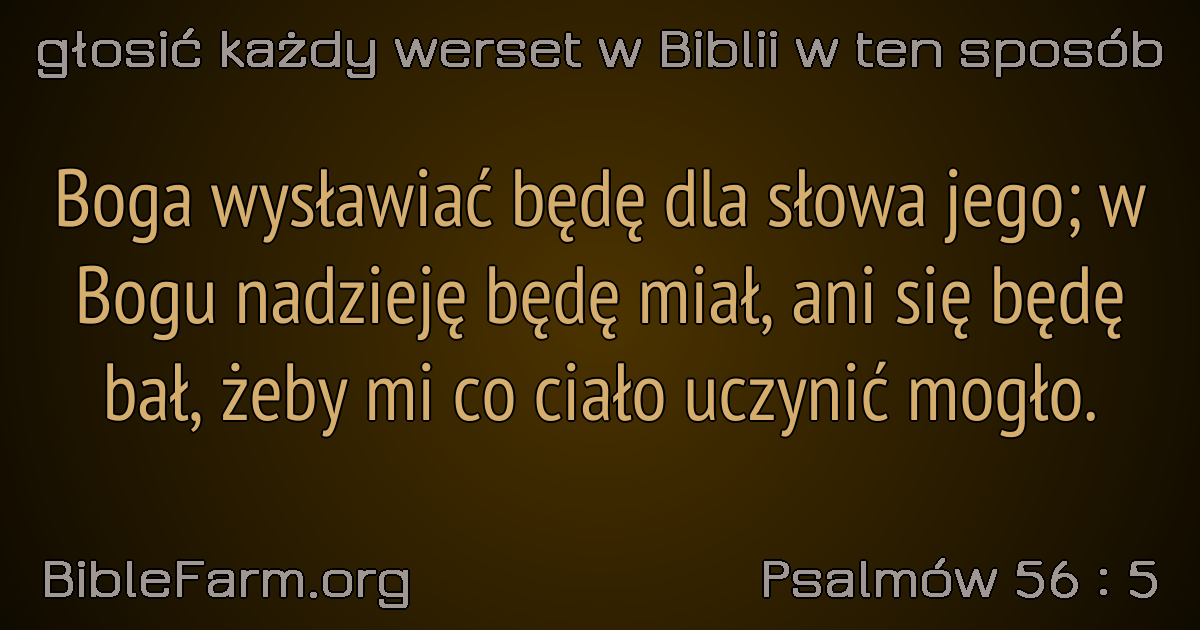 głosić każdy werset w Biblii w ten sposób
Boga wysławiać będę dla słowa jego; w
Bogu nadzieję będę miał, ani się będę
bał, żeby mi co ciało uczynić mogło.
BibleFarm.org
Psalmów 56 : 5